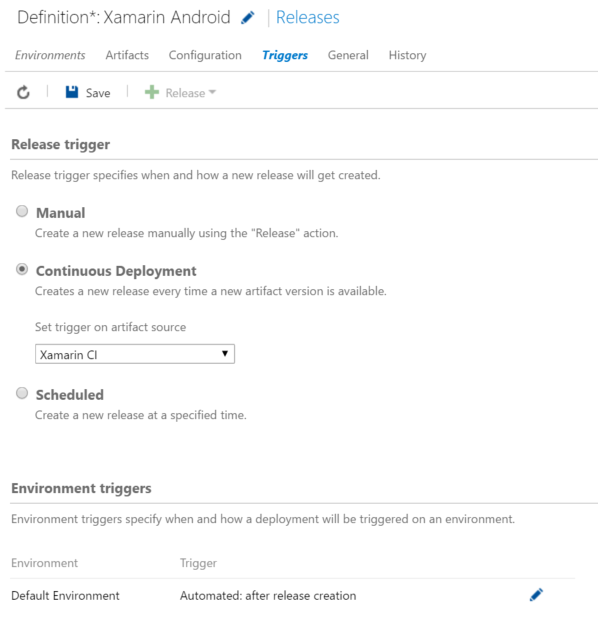 Definition*: Xamarin Android | Releases
Environments Artifacts Configuration Triggers General History
Save Release
Release trigger
Release trigger specifies when and how a new release will get created.
Manual
Create a new release manually using the "Release" action.
Continuous Deployment
Creates a new release every time a new artifact version is available.
Set trigger on artifact source
Xamarin CI
Scheduled
Create a new release at a specified time.
Environment triggers
Environment triggers specify when and how a deployment will be triggered on an environment.
Environment Trigger
Default Environment Automated: after release creation